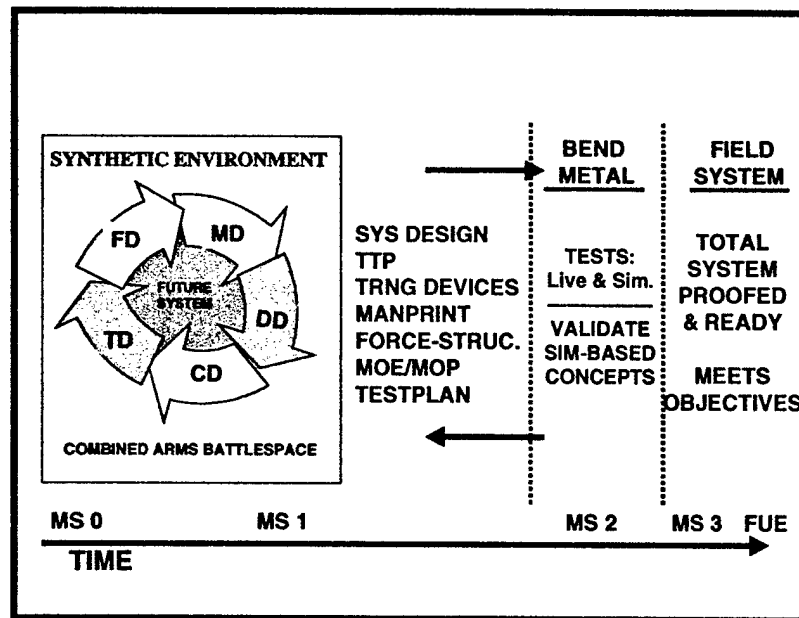 SYNTHETIC ENVIRONMENT
FD
MD
FUTURE
SYSTEM
TD
DD
CD
COMBINED ARMS BATTLESPACE
SYS DESIGN
TTP
TRNG DEVICES
MANPRINT
FORCE-STRUC.
MOE/MOP
TESTPLAN
BEND
METAL
TESTS:
Live & Sim.
VALIDATE
SIM-BASED
CONCEPTS
FIELD
SYSTEM
TOTAL
SYSTEM
PROOFED
& READY
MEETS
OBJECTIVES
MS 0
MS 1
MS 2
MS 3
FUE
TIME